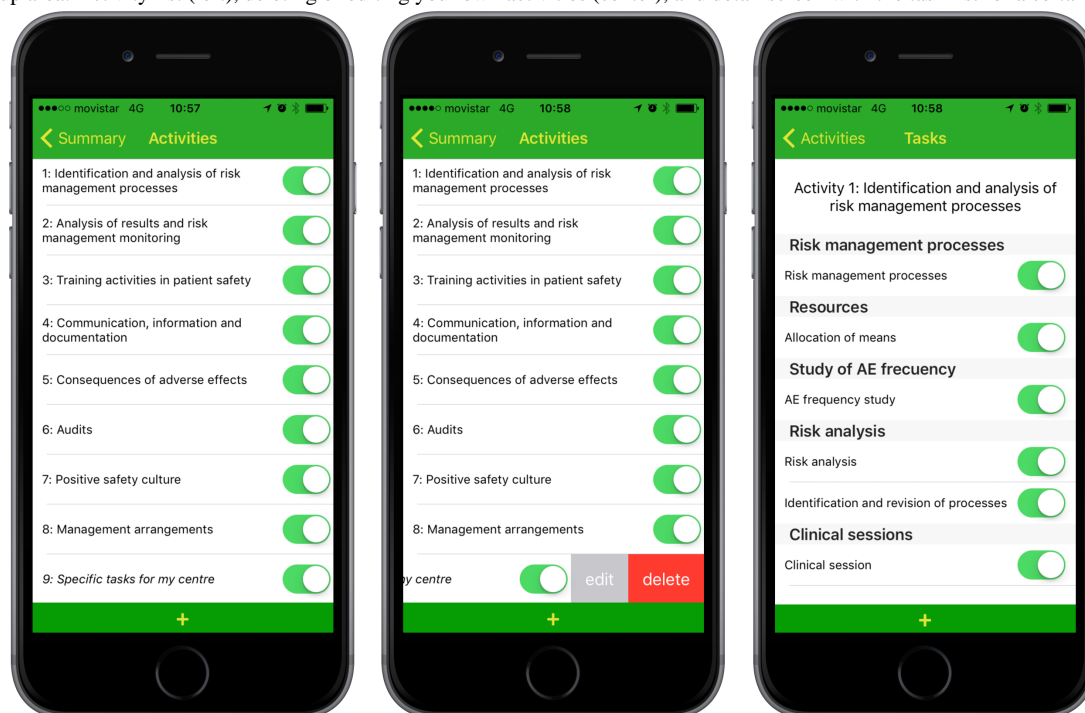 activity list (left), deleting or editing your own activities (center), and detail screen with the task list for a
movistar 4G 10:57
Summary Activities
1: Identification and analysis of risk
management processes
2: Analysis of results and risk
management monitoring
3: Training activities in patient safety
4: Communication, information and
documentation
5: Consequences of adverse effects
6: Audits
7: Positive safety culture
8: Management arrangements
9: Specific tasks for my centre
+
movistar 4G 10:58
Summary Activities
1: Identification and analysis of risk
management processes
2: Analysis of results and risk
management monitoring
3: Training activities in patient safety
4: Communication, information and
documentation
5: Consequences of adverse effects
6: Audits
7: Positive safety culture
8: Management arrangements
y centre edit delete
+
movistar 4G 10:58
Activities Tasks
Activity 1: Identification and analysis of
risk management processes
Risk management processes
Risk management processes
Resources
Allocation of means
Study of AE frecuency
AE frequency study
Risk analysis
Risk analysis
Identification and revision of processes
Clinical sessions
Clinical session
+